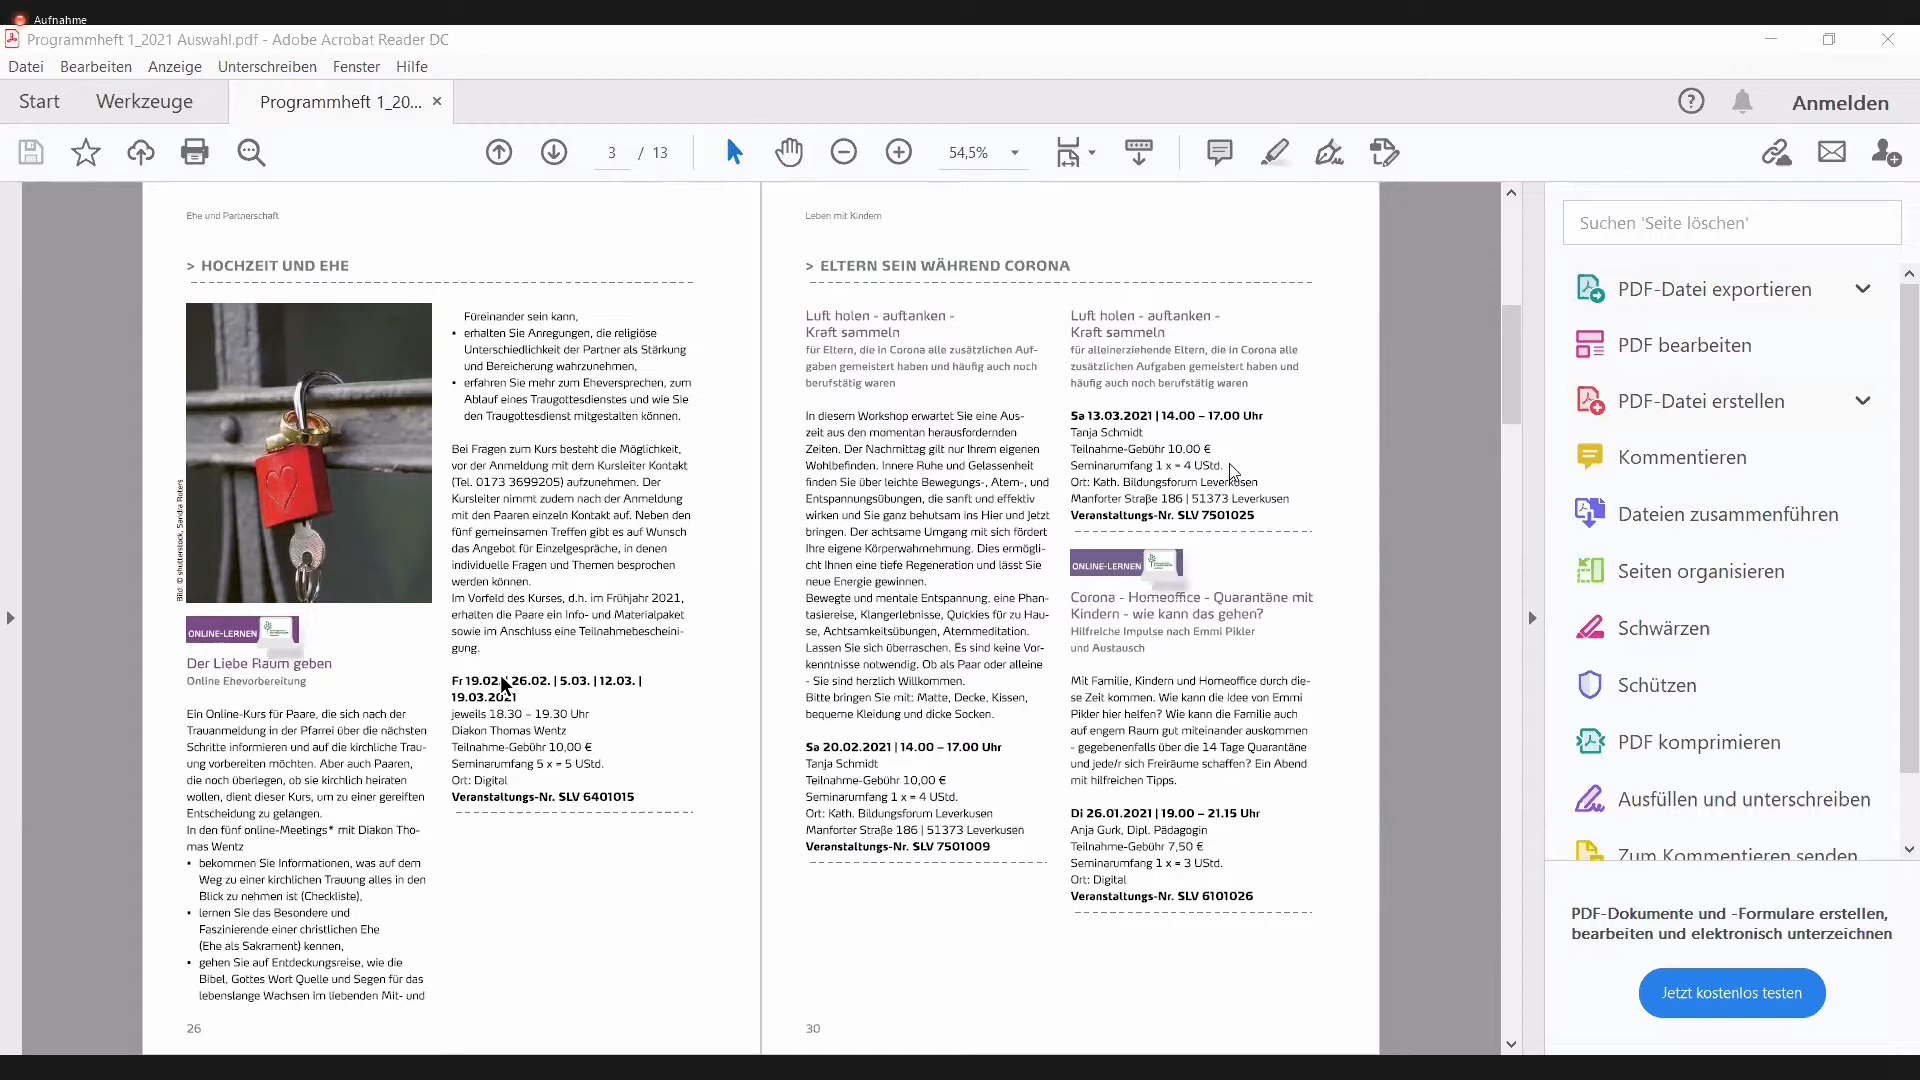 Aufnahme
Programmheft 1_2021 Auswahl.pdf - Adobe Acrobat Reader DC
Datei Bearbeiten Anzeige Unterschreiben Fenster Hilfe
Start Werkzeuge Programmheft 1_20... × Anmelden
3 / 13 54,5%
Ehe und Partnerschaft
> HOCHZEIT UND EHE
Bild: © shutterstock, Sandra Roters
ONLINE-LERNEN
Der Liebe Raum geben
Online Ehevorbereitung
Ein Online-Kurs für Paare, die sich nach der
Trauanmeldung in der Pfarrei über die nächsten
Schritte informieren und auf die kirchliche Trau-
ung vorbereiten möchten. Aber auch Paaren,
die noch überlegen, ob sie kirchlich heiraten
wollen, dient dieser Kurs, um zu einer gereiften
Entscheidung zu gelangen.
In den fünf online-Meetings* mit Diakon Tho-
mas Wentz
• bekommen Sie Informationen, was auf dem
Weg zu einer kirchlichen Trauung alles in den
Blick zu nehmen ist (Checkliste),
• lernen Sie das Besondere und
Faszinierende einer christlichen Ehe
(Ehe als Sakrament) kennen,
• gehen Sie auf Entdeckungsreise, wie die
Bibel, Gottes Wort Quelle und Segen für das
lebenslange Wachsen im liebenden Mit- und
26
Füreinander sein kann,
• erhalten Sie Anregungen, die religiöse
Unterschiedlichkeit der Partner als Stärkung
und Bereicherung wahrzunehmen,
• erfahren Sie mehr zum Eheversprechen, zum
Ablauf eines Traugottesdienstes und wie Sie
den Traugottesdienst mitgestalten können.
Bei Fragen zum Kurs besteht die Möglichkeit,
vor der Anmeldung mit dem Kursleiter Kontakt
(Tel. 0173 3699205) aufzunehmen. Der
Kursleiter nimmt zudem nach der Anmeldung
mit den Paaren einzeln Kontakt auf. Neben den
fünf gemeinsamen Treffen gibt es auf Wunsch
das Angebot für Einzelgespräche, in denen
individuelle Fragen und Themen besprochen
werden können.
Im Vorfeld des Kurses, d.h. im Frühjahr 2021,
erhalten die Paare ein Info- und Materialpaket
sowie im Anschluss eine Teilnahmebescheini-
gung.
Fr 19.02. | 26.02. | 5.03. | 12.03. |
19.03.2021
jeweils 18.30 – 19.30 Uhr
Diakon Thomas Wentz
Teilnahme-Gebühr 10,00 €
Seminarumfang 5 x = 5 UStd.
Ort: Digital
Veranstaltungs-Nr. SLV 6401015
Leben mit Kindern
> ELTERN SEIN WÄHREND CORONA
Luft holen - auftanken -
Kraft sammeln
für Eltern, die in Corona alle zusätzlichen Auf-
gaben gemeistert haben und häufig auch noch
berufstätig waren
In diesem Workshop erwartet Sie eine Aus-
zeit aus den momentan herausfordernden
Zeiten. Der Nachmittag gilt nur Ihrem eigenen
Wohlbefinden. Innere Ruhe und Gelassenheit
finden Sie über leichte Bewegungs-, Atem-, und
Entspannungsübungen, die sanft und effektiv
wirken und Sie ganz behutsam ins Hier und Jetzt
bringen. Der achtsame Umgang mit sich fördert
Ihre eigene Körperwahrnehmung. Dies ermögli-
cht Ihnen eine tiefe Regeneration und lässt Sie
neue Energie gewinnen.
Bewegte und mentale Entspannung, eine Phan-
tasiereise, Klangerlebnisse, Quickies für zu Hau-
se, Achtsamkeitsübungen, Atemmeditation.
Lassen Sie sich überraschen. Es sind keine Vor-
kenntnisse notwendig. Ob als Paar oder alleine
- Sie sind herzlich Willkommen.
Bitte bringen Sie mit: Matte, Decke, Kissen,
bequeme Kleidung und dicke Socken.
Sa 20.02.2021 | 14.00 – 17.00 Uhr
Tanja Schmidt
Teilnahme-Gebühr 10,00 €
Seminarumfang 1 x = 4 UStd.
Ort: Kath. Bildungsforum Leverkusen
Manforter Straße 186 | 51373 Leverkusen
Veranstaltungs-Nr. SLV 7501009
30
Luft holen - auftanken -
Kraft sammeln
für alleinerziehende Eltern, die in Corona alle
zusätzlichen Aufgaben gemeistert haben und
häufig auch noch berufstätig waren
Sa 13.03.2021 | 14.00 – 17.00 Uhr
Tanja Schmidt
Teilnahme-Gebühr 10,00 €
Seminarumfang 1 x = 4 UStd.
Ort: Kath. Bildungsforum Leverkusen
Manforter Straße 186 | 51373 Leverkusen
Veranstaltungs-Nr. SLV 7501025
ONLINE-LERNEN
Corona - Homeoffice - Quarantäne mit
Kindern - wie kann das gehen?
Hilfreiche Impulse nach Emmi Pikler
und Austausch
Mit Familie, Kindern und Homeoffice durch die-
se Zeit kommen. Wie kann die Idee von Emmi
Pikler hier helfen? Wie kann die Familie auch
auf engem Raum gut miteinander auskommen
- gegebenenfalls über die 14 Tage Quarantäne
und jede/r sich Freiräume schaffen? Ein Abend
mit hilfreichen Tipps.
Di 26.01.2021 | 19.00 – 21.15 Uhr
Anja Gurk, Dipl. Pädagogin
Teilnahme-Gebühr 7,50 €
Seminarumfang 1 x = 3 UStd.
Ort: Digital
Veranstaltungs-Nr. SLV 6101026
Suchen 'Seite löschen'
PDF-Datei exportieren
PDF bearbeiten
PDF-Datei erstellen
Kommentieren
Dateien zusammenführen
Seiten organisieren
Schwärzen
Schützen
PDF komprimieren
Ausfüllen und unterschreiben
Zum Kommentieren senden
PDF-Dokumente und -Formulare erstellen,
bearbeiten und elektronisch unterzeichnen
Jetzt kostenlos testen